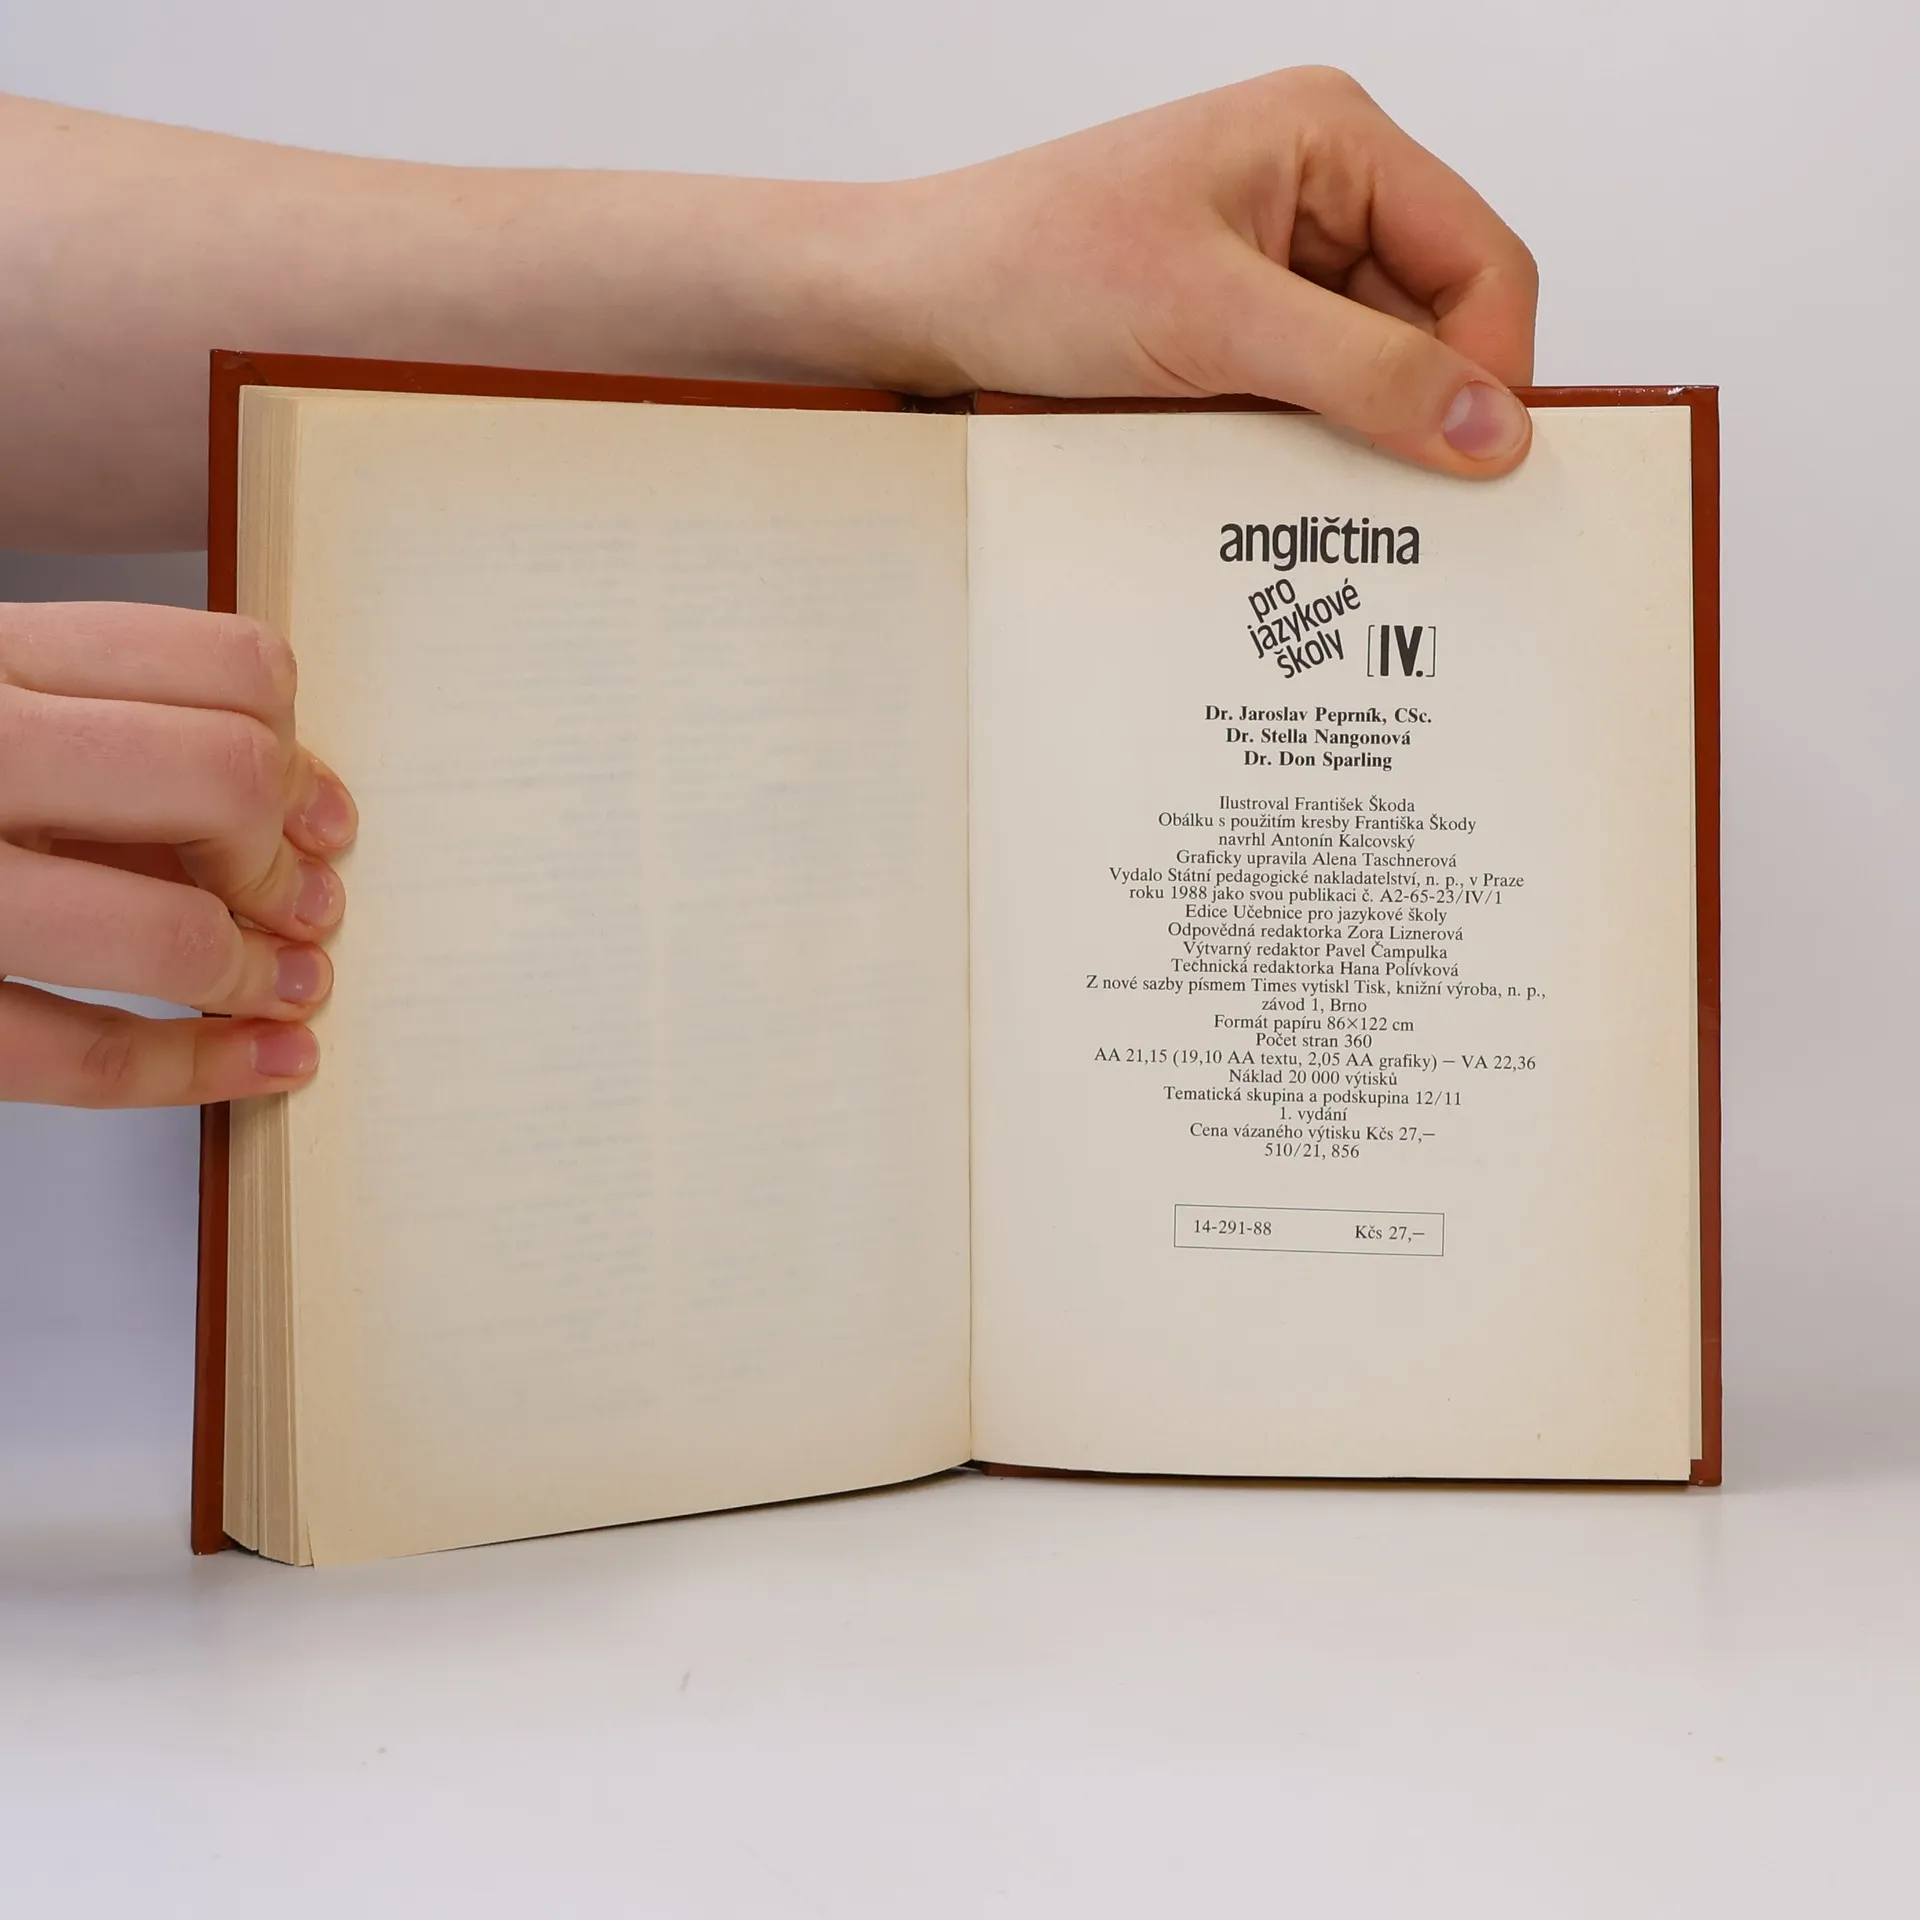 angličtina
pro
jazykové
školy [IV.]
Dr. Jaroslav Peprník, CSc.
Dr. Stella Nangonová
Dr. Don Sparling
Ilustroval František Škoda
Obálku s použitím kresby Františka Škody
navrhl Antonín Kalcovský
Graficky upravila Alena Taschnerová
Vydalo Státní pedagogické nakladatelství, n. p., v Praze
roku 1988 jako svou publikaci č. A2-65-23/IV/1
Edice Učebnice pro jazykové školy
Odpovědná redaktorka Zora Liznerová
Výtvarný redaktor Pavel Čampulka
Technická redaktorka Hana Polívková
Z nové sazby písmem Times vytiskl Tisk, knižní výroba, n. p.,
závod 1, Brno
Formát papíru 86×122 cm
Počet stran 360
AA 21,15 (19,10 AA textu, 2,05 AA grafiky) — VA 22,36
Náklad 20 000 výtisků
Tematická skupina a podskupina 12/11
1. vydání
Cena vázaného výtisku Kčs 27,—
510/21, 856
14-291-88 Kčs 27,—